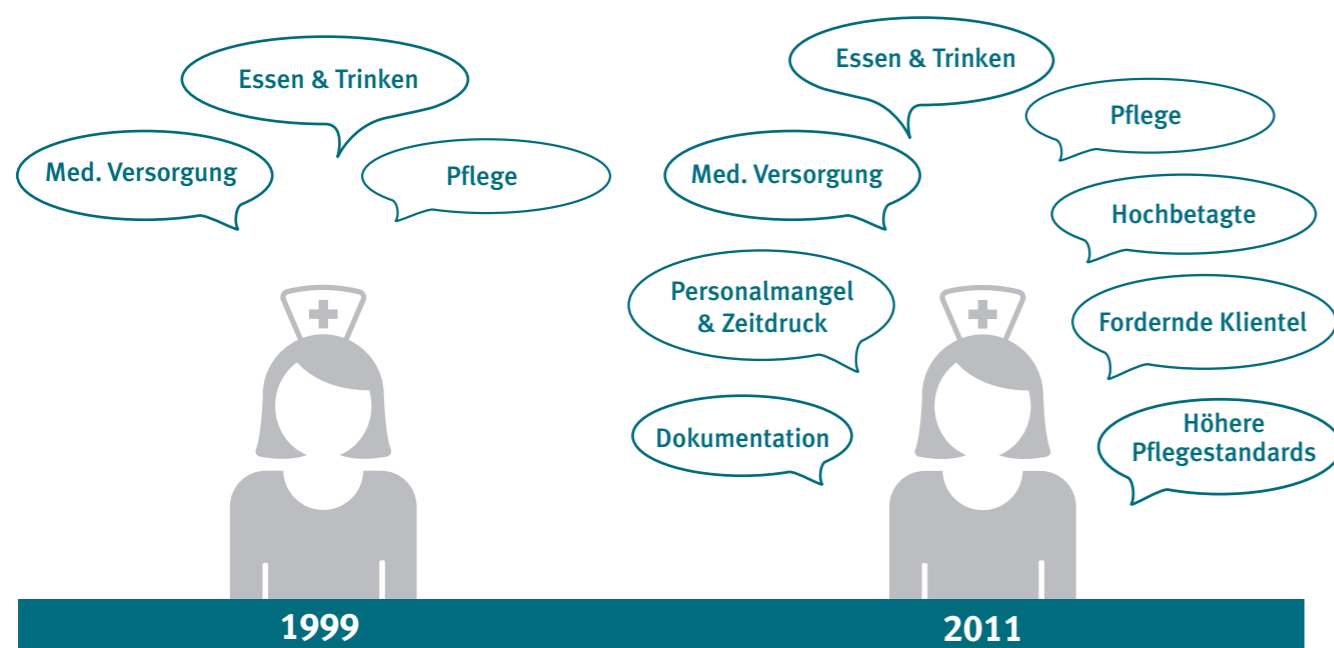 Essen & Trinken
Med. Versorgung
Pflege
1999
Essen & Trinken
Pflege
Med. Versorgung
Hochbetagte
Personalmangel
& Zeitdruck
Fordernde Klientel
Dokumentation
Höhere
Pflegestandards
2011